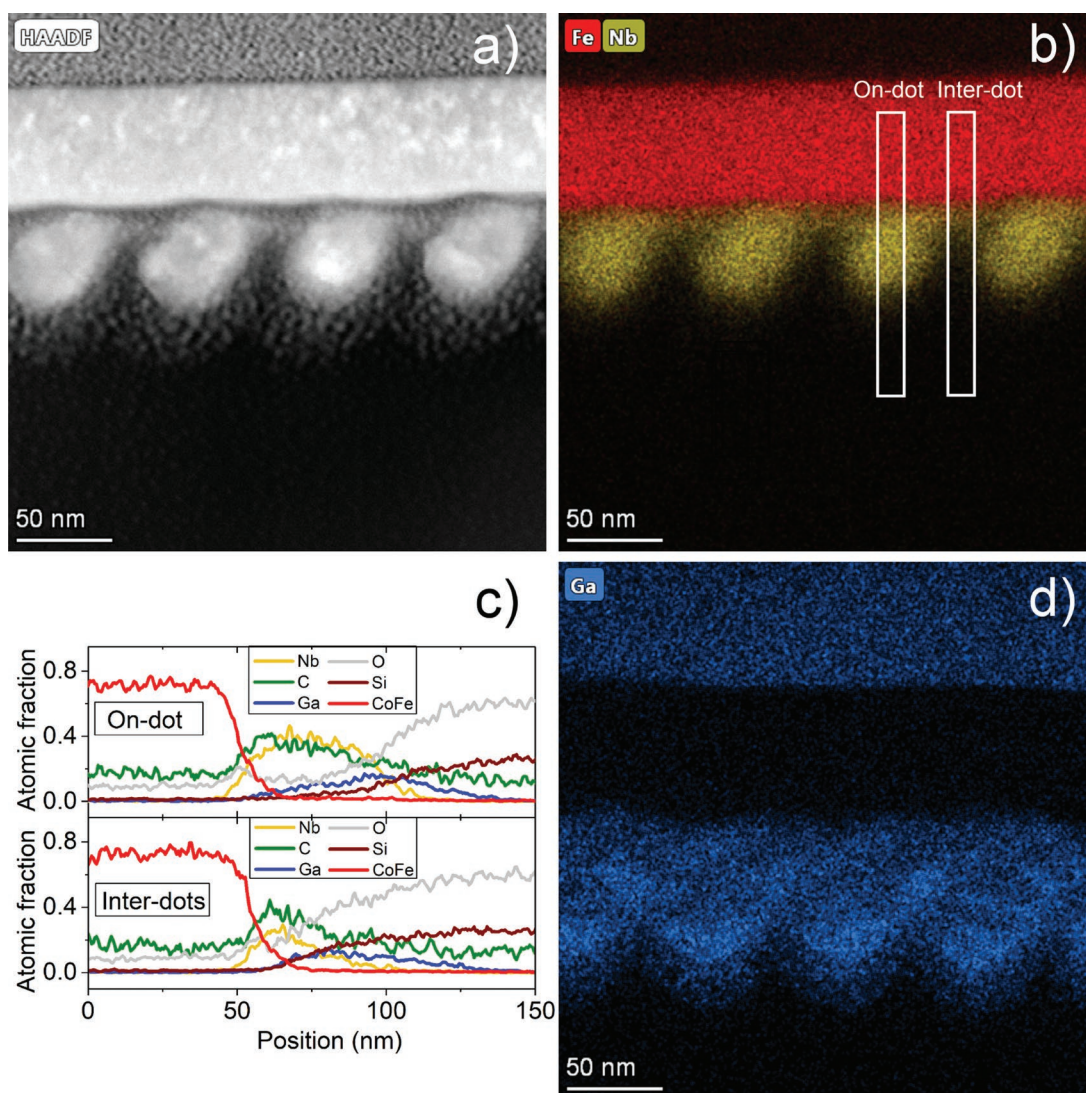 HAADF
a)
50 nm
Fe Nb
b)
On-dot Inter-dot
50 nm
c)
Atomic fraction
0.8
0.4
0.0
On-dot
Nb O
C Si
Ga CoFe
Atomic fraction
0.8
0.4
0.0
Inter-dots
Nb O
C Si
Ga CoFe
0 50 100 150
Position (nm)
Ga
d)
50 nm